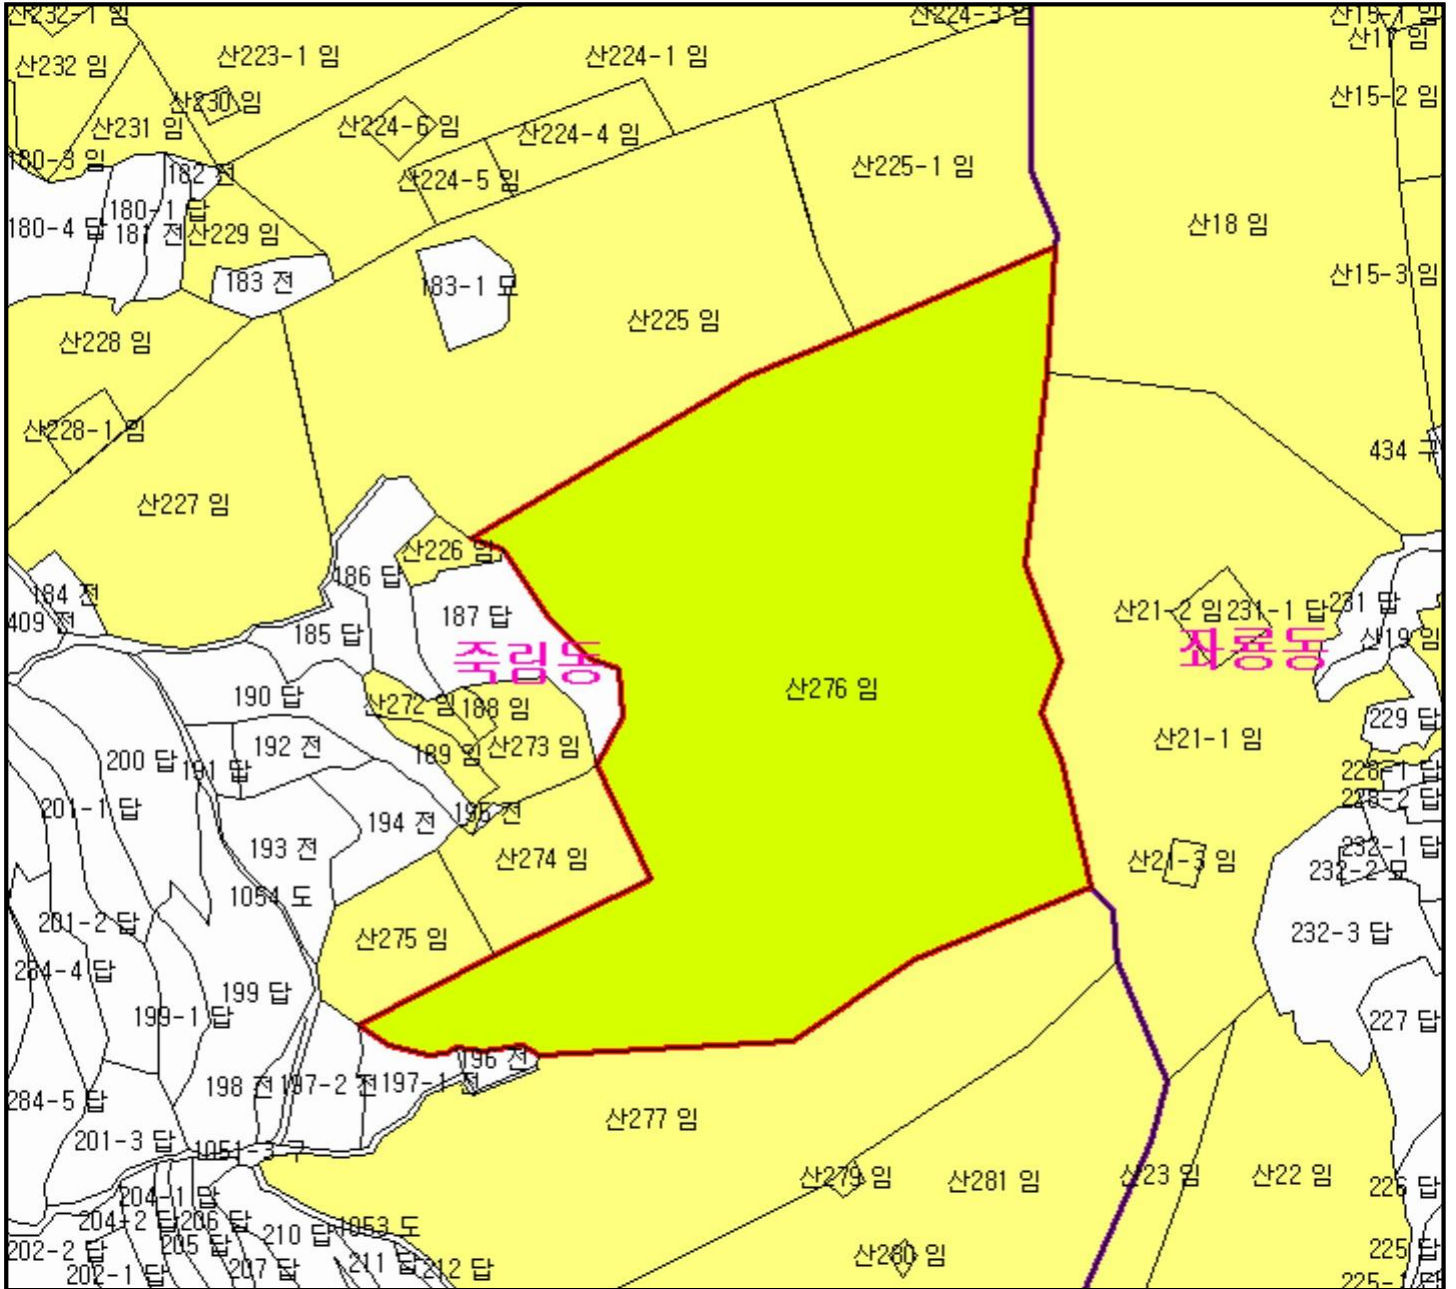 산232-1 임
산224-3 임
산15-1 임
산17 임
산223-1 임
산224-1 임
산232 임
산15-2 임
산230 임
산231 임
산224-6 임
산224-4 임
180-3 임
182 전
산224-5 임
산225-1 임
180-1 답
180-4 답
181 전
산229 임
산18 임
183 전
183-1 묘
산15-3 임
산225 임
산228 임
산228-1 임
434 구
산227 임
산226 임
186 답
184 전
409 전
187 답
185 답
산21-2 임
231-1 답
231 답
산19 임
죽림동
좌룡동
산276 임
190 답
산272 임
188 임
229 답
192 전
189 임
산273 임
산21-1 임
200 답
191 답
228-1 답
228-2 답
201-1 답
194 전
195 전
193 전
산274 임
232-1 답
산21-3 임
232-2 묘
1054 도
201-2 답
산275 임
232-3 답
284-4 답
199 답
199-1 답
227 답
196 전
198 전
197-2 전
197-1 전
284-5 답
산277 임
201-3 답
산279 임
산281 임
산23 임
산22 임
226 답
204-1 답
204-2 답
206 답
210 답
1053 도
202-2 답
205 답
211 답
산280 임
225 답
202-1 답
207 답
212 답
225-1 답